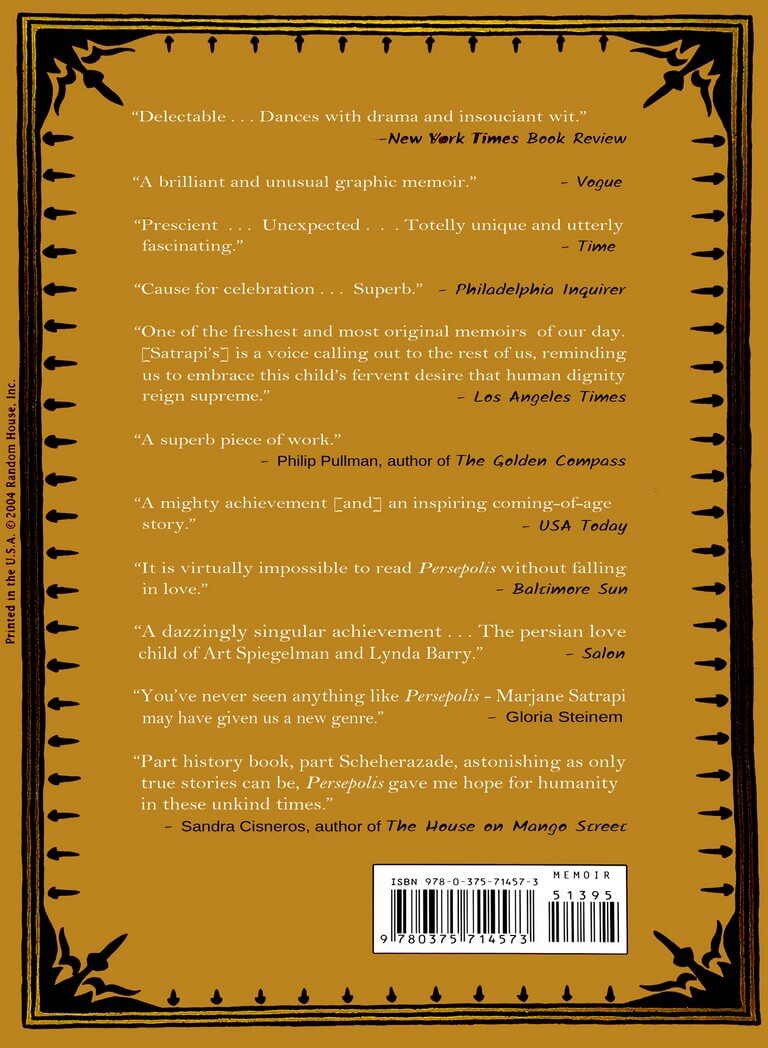 “Delectable . . . Dances with drama and insouciant wit.”
-New York Times Book Review
“A brilliant and unusual graphic memoir.” - Vogue
“Prescient ... Unexpected . . . Totelly unique and utterly
fascinating.” - Time
“Cause for celebration . . . Superb.” - Philadelphia Inquirer
“One of the freshest and most original memoirs of our day.
[Satrapi’s] is a voice calling out to the rest of us, reminding
us to embrace this child’s fervent desire that human dignity
reign supreme.” - Los Angeles Times
“A superb piece of work.”
- Philip Pullman, author of The Golden Compass
“A mighty achievement [and] an inspiring coming-of-age
story.” - USA Today
“It is virtually impossible to read Persepolis without falling
in love.” - Baltimore Sun
“A dazzingly singular achievement . . . The persian love
child of Art Spiegelman and Lynda Barry.” - Salon
“You’ve never seen anything like Persepolis - Marjane Satrapi
may have given us a new genre.” - Gloria Steinem
“Part history book, part Scheherazade, astonishing as only
true stories can be, Persepolis gave me hope for humanity
in these unkind times.”
- Sandra Cisneros, author of The House on Mango Street
Printed in the U.S.A. © 2004 Random House, Inc.
MEMOIR
ISBN 978-0-375-71457-3
51395
9 780375 714573